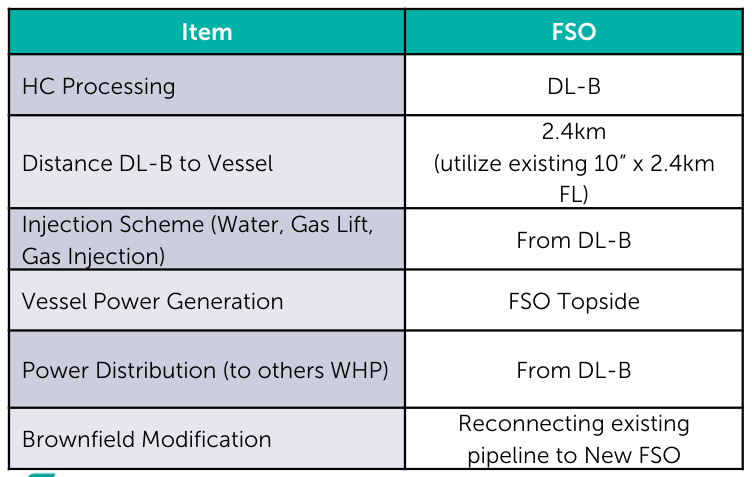 Item
FSO
HC Processing
DL-B
Distance DL-B to Vessel
2.4km
(utilize existing 10” x 2.4km
FL)
Injection Scheme (Water, Gas Lift,
Gas Injection)
From DL-B
Vessel Power Generation
FSO Topside
Power Distribution (to others WHP)
From DL-B
Brownfield Modification
Reconnecting existing
pipeline to New FSO